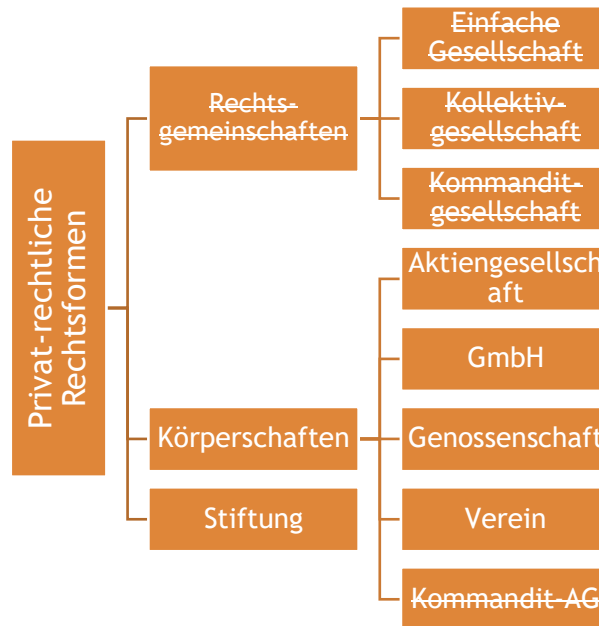 Einfache
Gesellschaft
Rechts-
gemeinschaften
Kollektiv-
gesellschaft
Kommandit-
gesellschaft
Privat-rechtliche
Rechtsformen
Aktiengesellsch
aft
GmbH
Körperschaften
Genossenschaft
Stiftung
Verein
Kommandit-AG